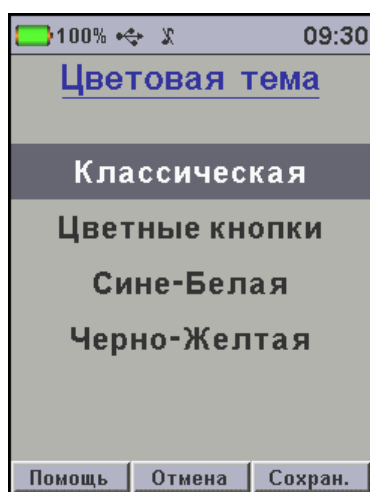 100% 09:30
Цветовая тема
Классическая
Цветные кнопки
Сине-Белая
Черно-Желтая
Помощь Отмена Сохран.